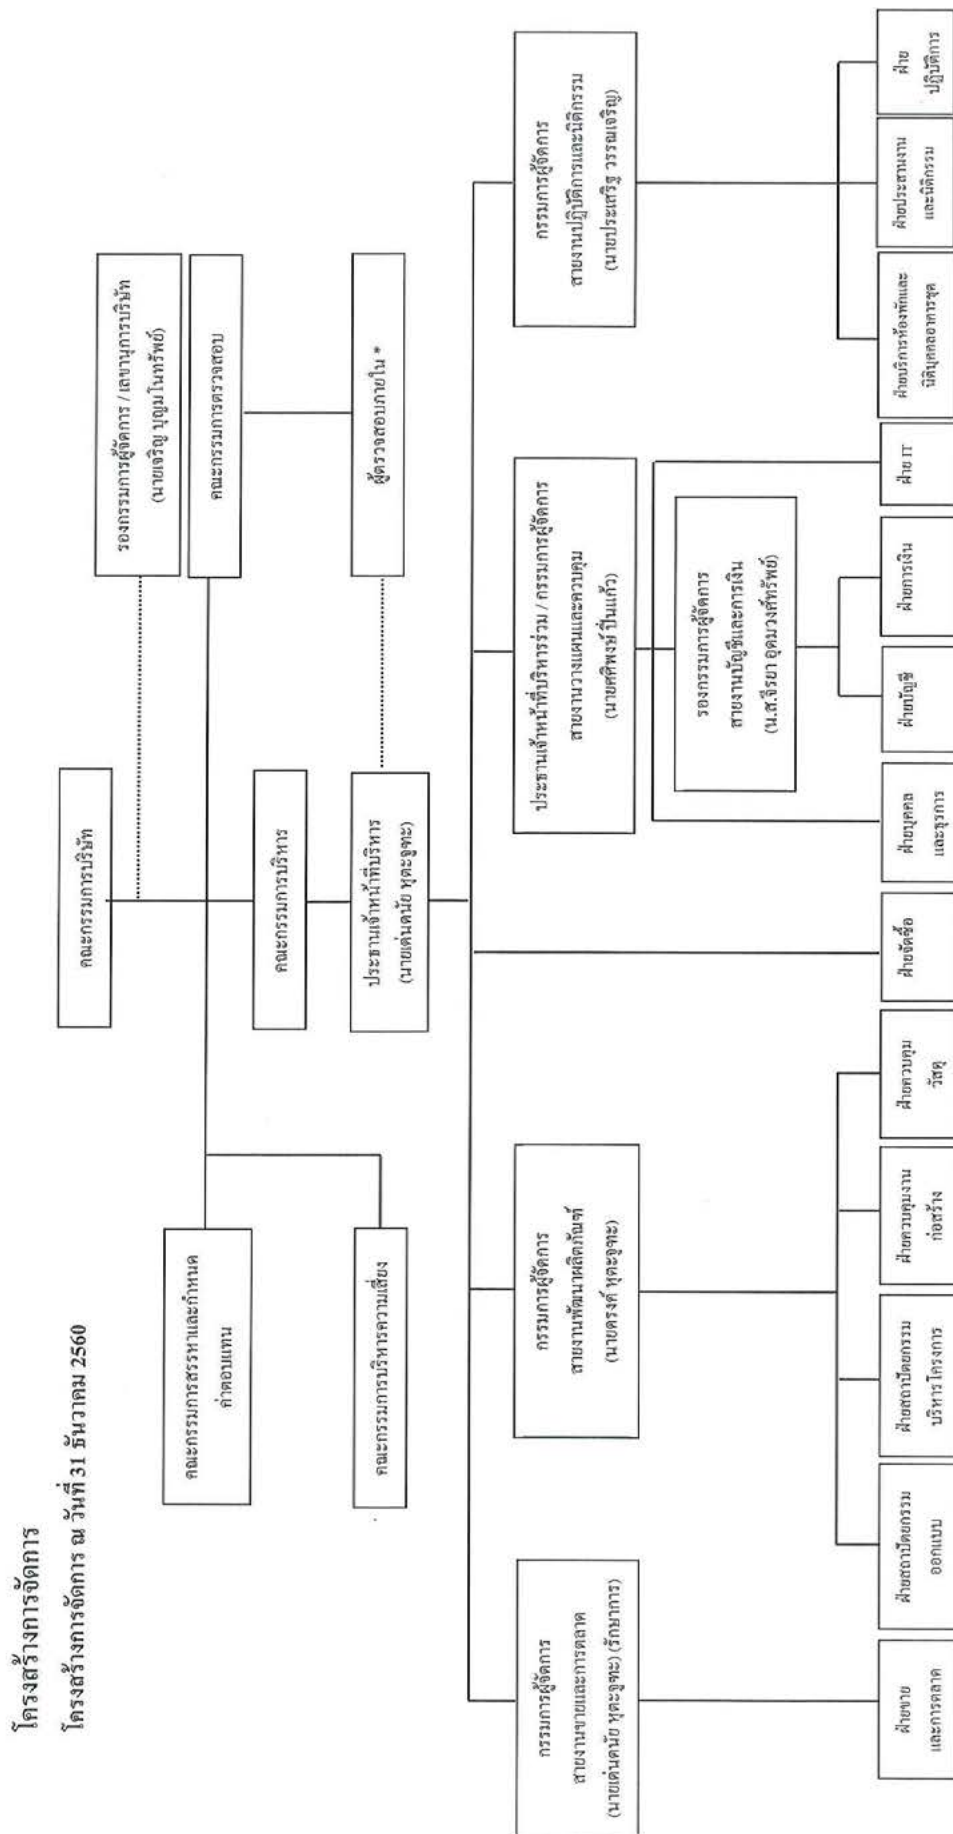 โครงสร้างการจัดการ
โครงสร้างการจัดการ ณ วันที่ 31 ธันวาคม 2560
คณะกรรมการบริษัท
รองกรรมการผู้จัดการ / เลขานุการบริษัท
(นายเจริญ บุญมโนทรัพย์)
คณะกรรมการตรวจสอบ
คณะกรรมการสรรหาและกำหนด
ค่าตอบแทน
คณะกรรมการบริหาร
คณะกรรมการบริหารความเสี่ยง
ประธานเจ้าหน้าที่บริหาร
(นายเด่นดนัย หุตะจูฑะ)
ผู้ตรวจสอบภายใน *
กรรมการผู้จัดการ
สายงานขายและการตลาด
(นายเด่นดนัย หุตะจูฑะ) (รักษาการ)
กรรมการผู้จัดการ
สายงานพัฒนาผลิตภัณฑ์
(นายครงค์ หุตะจูฑะ)
ประธานเจ้าหน้าที่บริหารร่วม / กรรมการผู้จัดการ
สายงานวางแผนและควบคุม
(นายศศิพงษ์ ปิ่นแก้ว)
กรรมการผู้จัดการ
สายงานปฏิบัติการและนิติกรรม
(นายประเสริฐ วรรณเจริญ)
รองกรรมการผู้จัดการ
สายงานบัญชีและการเงิน
(น.ส.จิรยา อุดมวงศ์ทรัพย์)
ฝ่ายขาย
และการตลาด
ฝ่ายสถาปัตยกรรม
ออกแบบ
ฝ่ายสถาปัตยกรรม
บริหารโครงการ
ฝ่ายควบคุมงาน
ก่อสร้าง
ฝ่ายควบคุม
วัสดุ
ฝ่ายจัดซื้อ
ฝ่ายบุคคล
และธุรการ
ฝ่ายบัญชี
ฝ่ายการเงิน
ฝ่าย IT
ฝ่ายบริการห้องพักและ
นิติบุคคลอาคารชุด
ฝ่ายประสานงาน
และนิติกรรม
ฝ่าย
ปฏิบัติการ